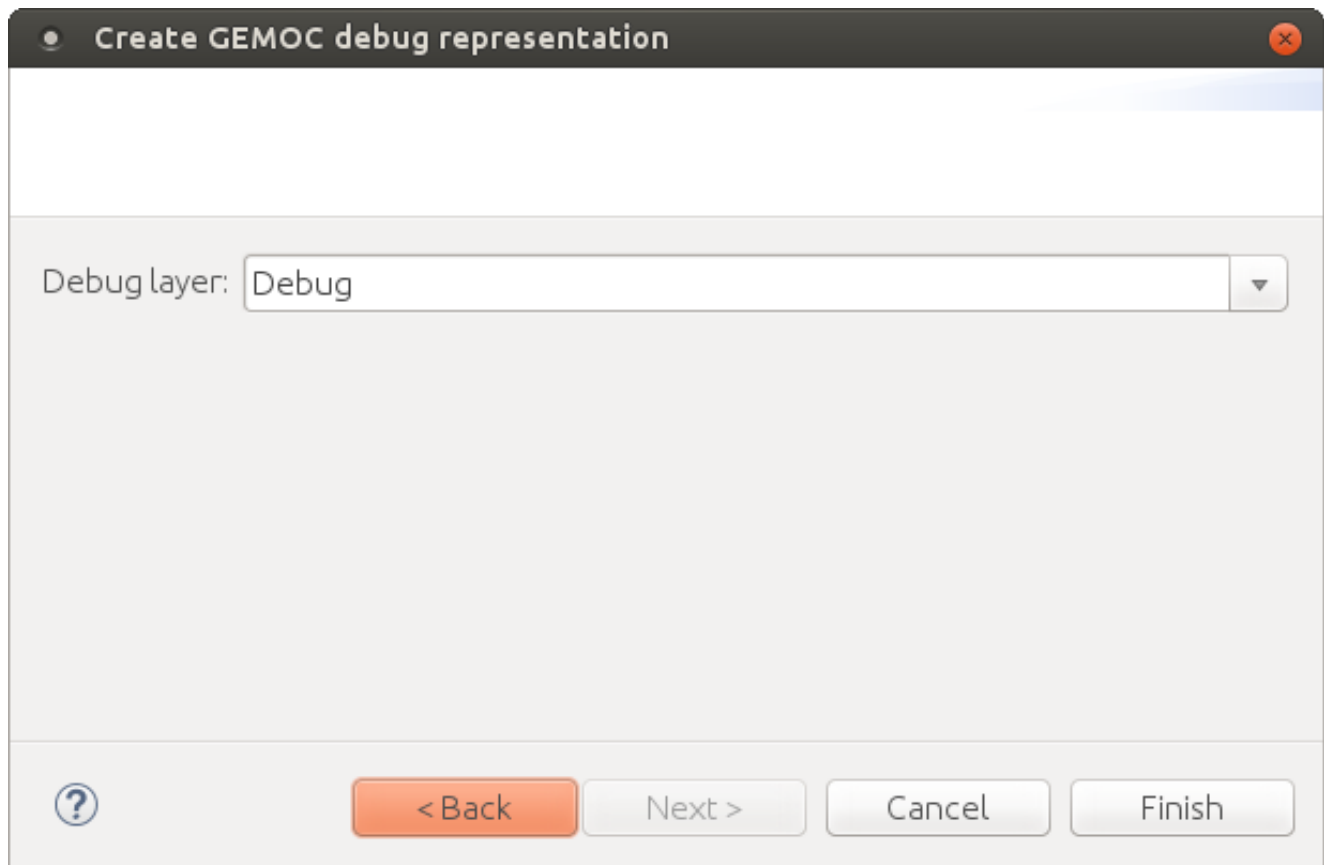 Create GEMOC debug representation
Debug layer: Debug
? < Back Next > Cancel Finish